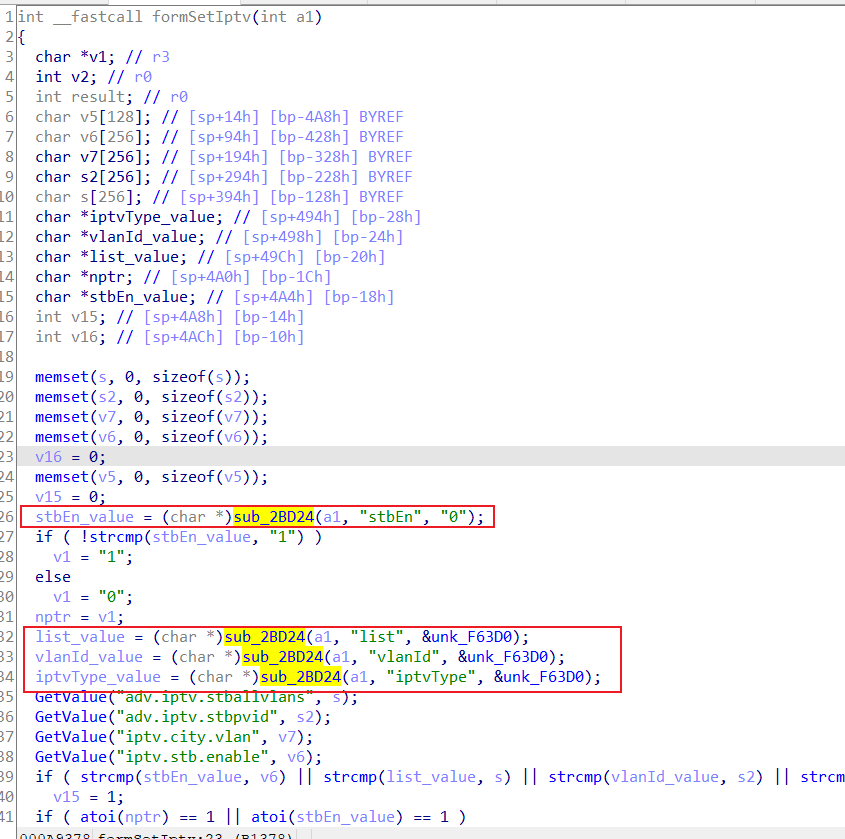 1 int __fastcall formSetIptv(int a1)
2 {
3 char *v1; // r3
4 int v2; // r0
5 int result; // r0
6 char v5[128]; // [sp+14h] [bp-4A8h] BYREF
7 char v6[256]; // [sp+94h] [bp-428h] BYREF
8 char v7[256]; // [sp+194h] [bp-328h] BYREF
9 char s2[256]; // [sp+294h] [bp-228h] BYREF
10 char s[256]; // [sp+394h] [bp-128h] BYREF
11 char *iptvType_value; // [sp+494h] [bp-28h]
12 char *vlanId_value; // [sp+498h] [bp-24h]
13 char *list_value; // [sp+49Ch] [bp-20h]
14 char *nptr; // [sp+4A0h] [bp-1Ch]
15 char *stbEn_value; // [sp+4A4h] [bp-18h]
16 int v15; // [sp+4A8h] [bp-14h]
17 int v16; // [sp+4ACh] [bp-10h]
18
19 memset(s, 0, sizeof(s));
20 memset(s2, 0, sizeof(s2));
21 memset(v7, 0, sizeof(v7));
22 memset(v6, 0, sizeof(v6));
23 v16 = 0;
24 memset(v5, 0, sizeof(v5));
25 v15 = 0;
26 stbEn_value = (char *)sub_2BD24(a1, "stbEn", "0");
27 if ( !strcmp(stbEn_value, "1") )
28 v1 = "1";
29 else
30 v1 = "0";
31 nptr = v1;
32 list_value = (char *)sub_2BD24(a1, "list", &unk_F63D0);
33 vlanId_value = (char *)sub_2BD24(a1, "vlanId", &unk_F63D0);
34 iptvType_value = (char *)sub_2BD24(a1, "iptvType", &unk_F63D0);
35 GetValue("adv.iptv.stballvlans", s);
36 GetValue("adv.iptv.stbpvid", s2);
37 GetValue("iptv.city.vlan", v7);
38 GetValue("iptv.stb.enable", v6);
39 if ( strcmp(stbEn_value, v6) || strcmp(list_value, s) || strcmp(vlanId_value, s2) || strcm
40 v15 = 1;
41 if ( atoi(nptr) == 1 || atoi(stbEn_value) == 1 )